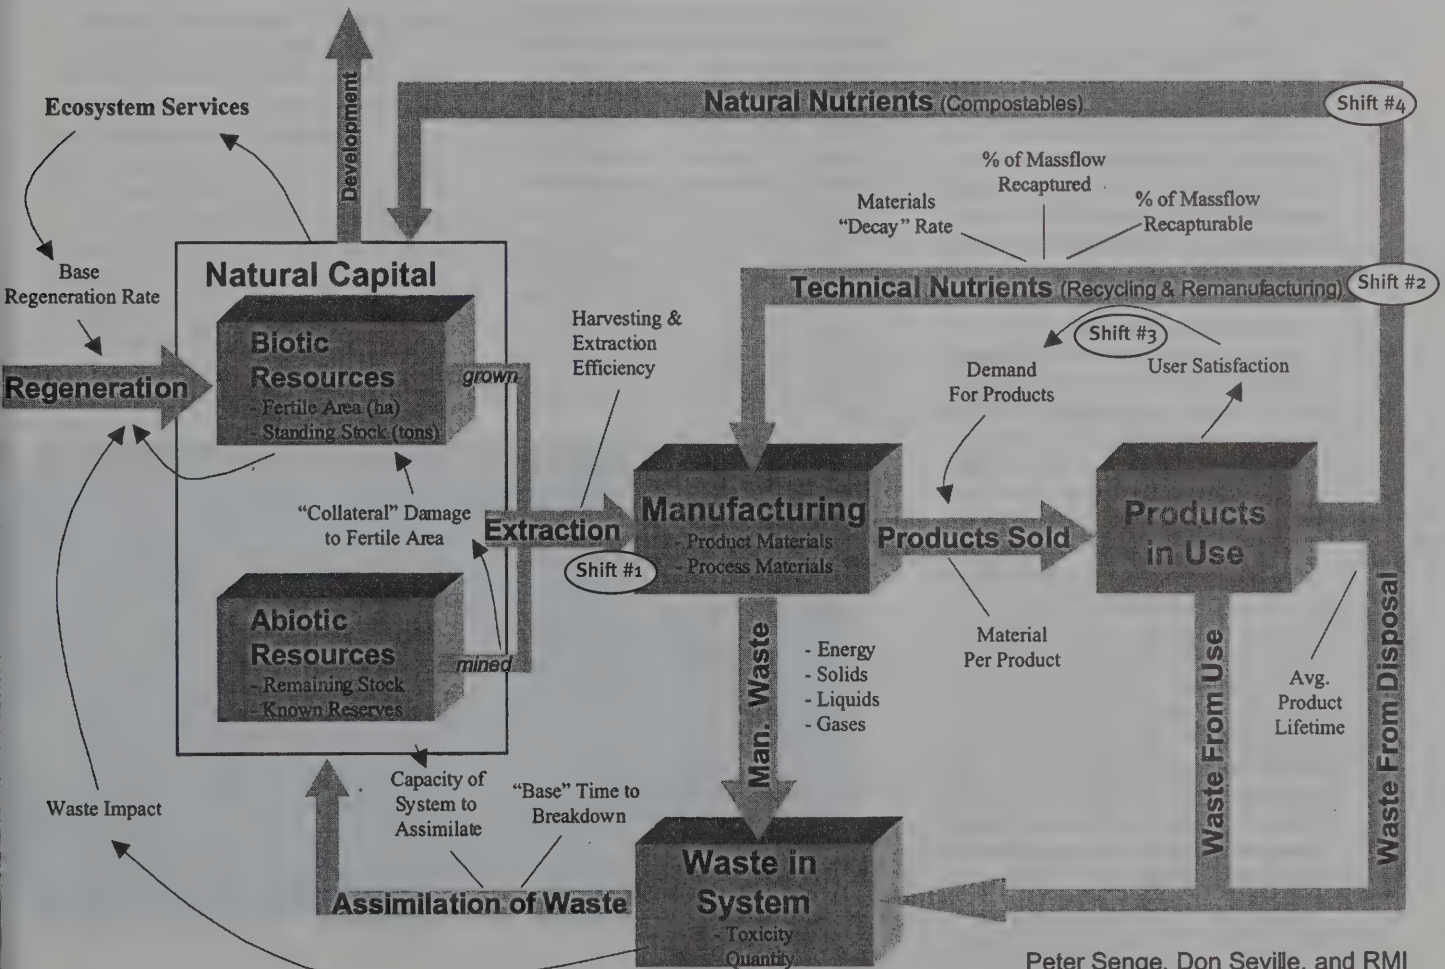 Ecosystem Services
Development
Natural Nutrients (Compostables)
Shift #4
% of Massflow
Recaptured
Materials
“Decay” Rate
% of Massflow
Recapturable
Base
Regeneration Rate
Natural Capital
Technical Nutrients (Recycling & Remanufacturing)
Shift #2
Shift #3
Biotic
Resources
- Fertile Area (ha)
- Standing Stock (tons)
grown
Harvesting &
Extraction
Efficiency
Demand
For Products
User Satisfaction
Regeneration
“Collateral” Damage
to Fertile Area
Extraction
Shift #1
Manufacturing
- Product Materials
- Process Materials
Products Sold
Products
in Use
Abiotic
Resources
- Remaining Stock
- Known Reserves
mined
Man. Waste
- Energy
- Solids
- Liquids
- Gases
Material
Per Product
Waste From Use
Avg.
Product
Lifetime
Waste From Disposal
Waste Impact
Capacity of
System to
Assimilate
“Base” Time to
Breakdown
Assimilation of Waste
Waste in
System
- Toxicity
- Quantity
Peter Senge, Don Seville, and RMI